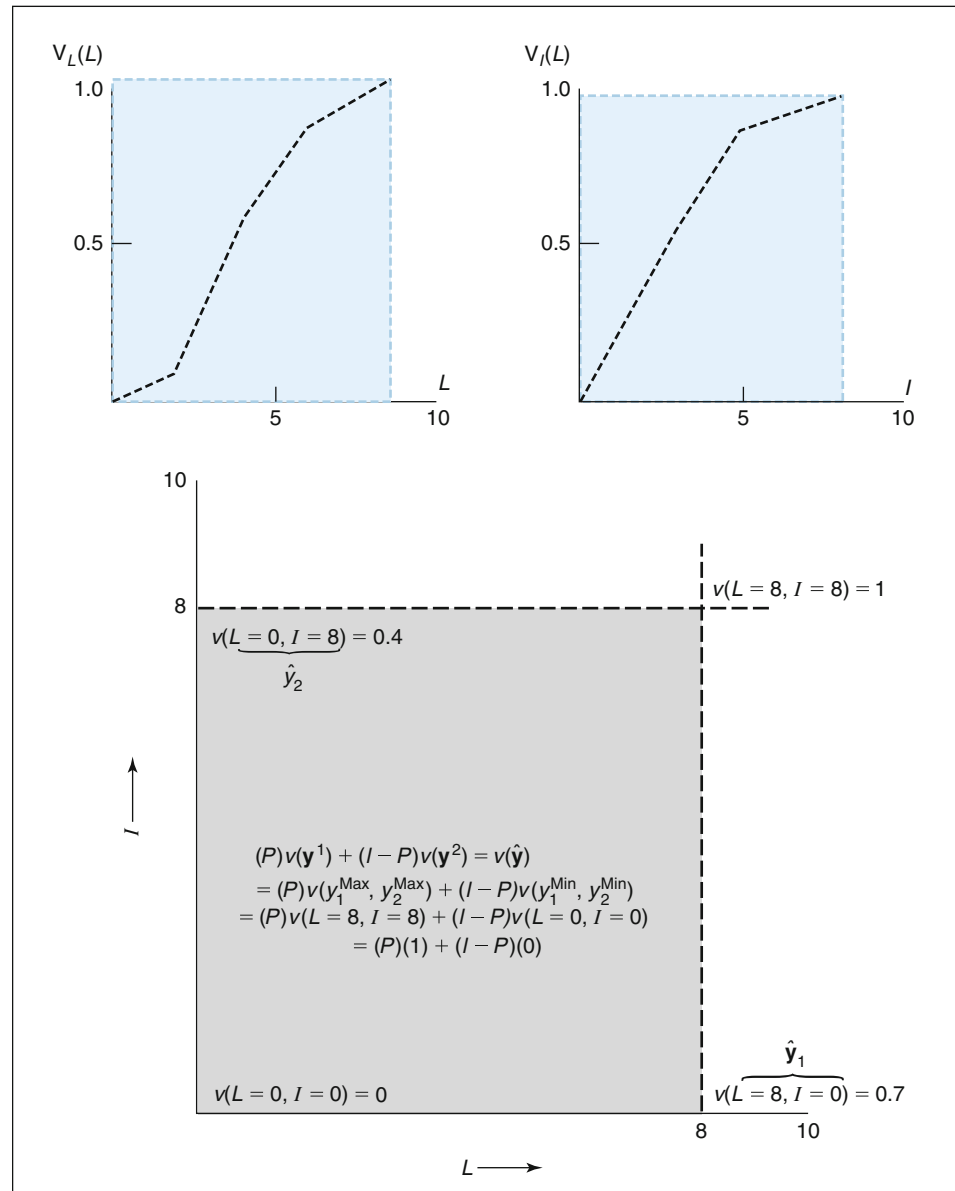 V_L(L)
1.0
0.5
5
L
10
V_I(L)
1.0
0.5
5
I
10
10
8
v(L = 8, I = 8) = 1
v(L = 0, I = 8) = 0.4
ŷ_2
I
(P)v(y^1) + (I − P)v(y^2) = v(ŷ)
= (P)v(y_1^Max, y_2^Max) + (I − P)v(y_1^Min, y_2^Min)
= (P)v(L = 8, I = 8) + (I − P)v(L = 0, I = 0)
= (P)(1) + (I − P)(0)
ŷ_1
v(L = 0, I = 0) = 0
v(L = 8, I = 0) = 0.7
8
10
L